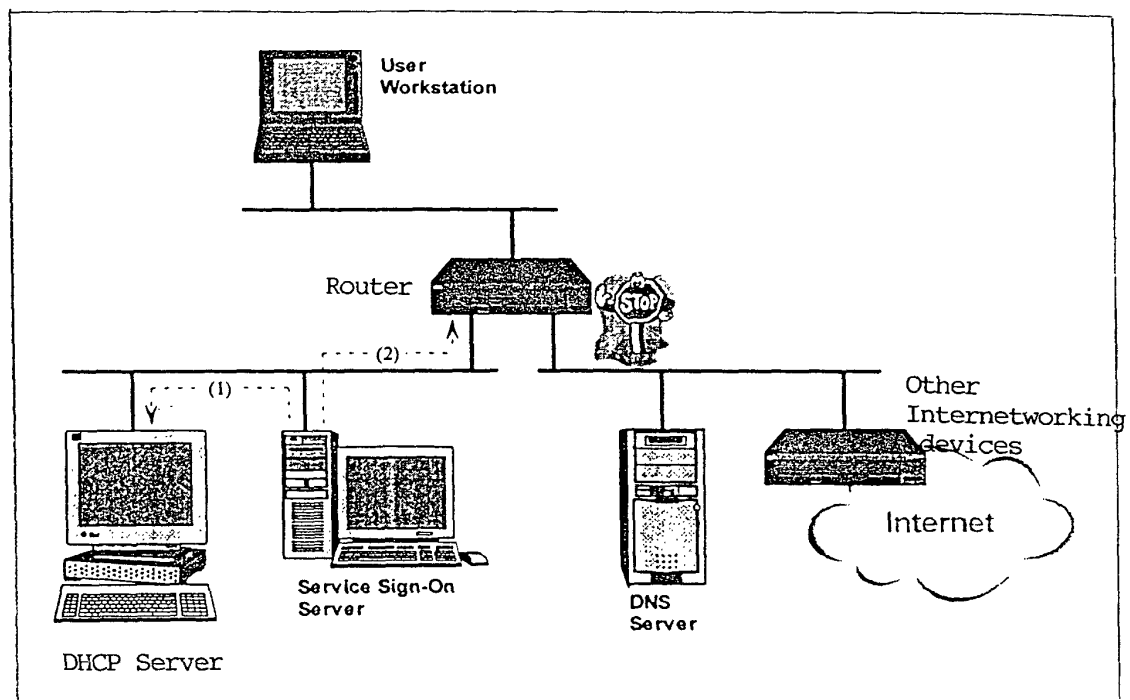 User
Workstation
Router
STOP
(2)
(1)
Other
Internetworking
devices
Internet
Service Sign-On
Server
DNS
Server
DHCP Server